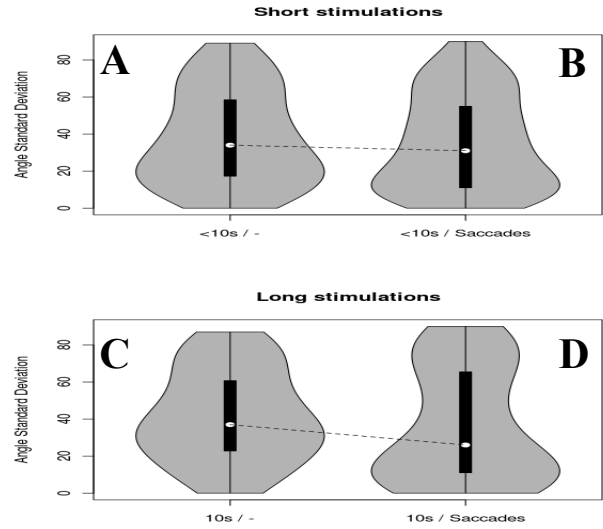 Short stimulations
A B
Angle Standard Deviation
0 20 40 60 80
<10s / - <10s / Saccades
Long stimulations
C D
Angle Standard Deviation
0 20 40 60 80
10s / - 10s / Saccades